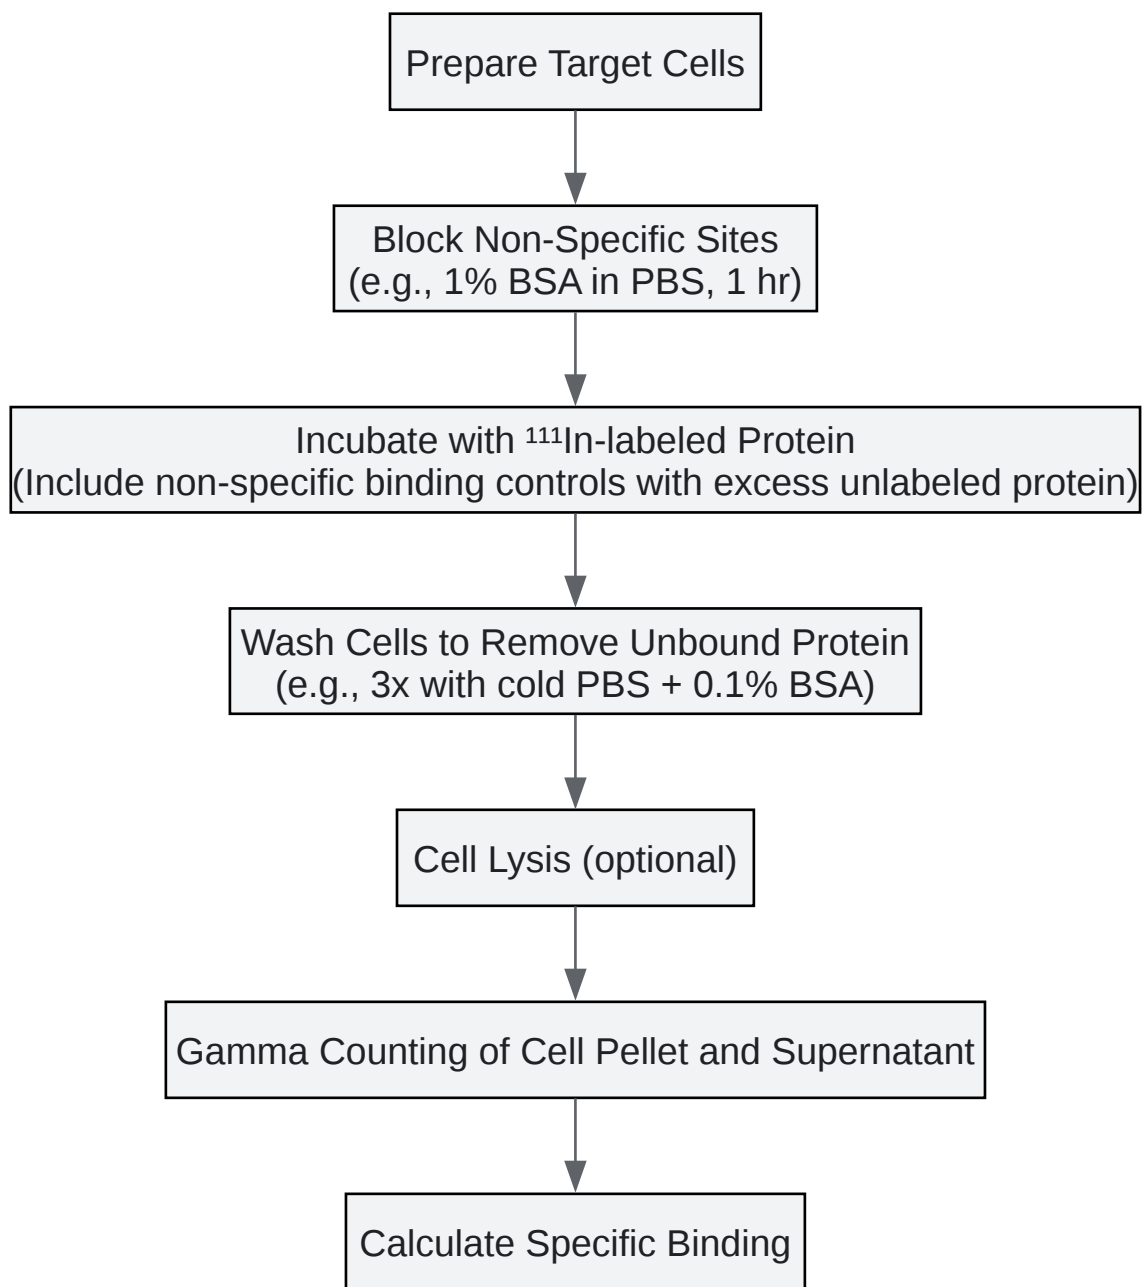 Prepare Target Cells
Block Non-Specific Sites
(e.g., 1% BSA in PBS, 1 hr)
Incubate with ¹¹¹In-labeled Protein
(Include non-specific binding controls with excess unlabeled protein)
Wash Cells to Remove Unbound Protein
(e.g., 3x with cold PBS + 0.1% BSA)
Cell Lysis (optional)
Gamma Counting of Cell Pellet and Supernatant
Calculate Specific Binding